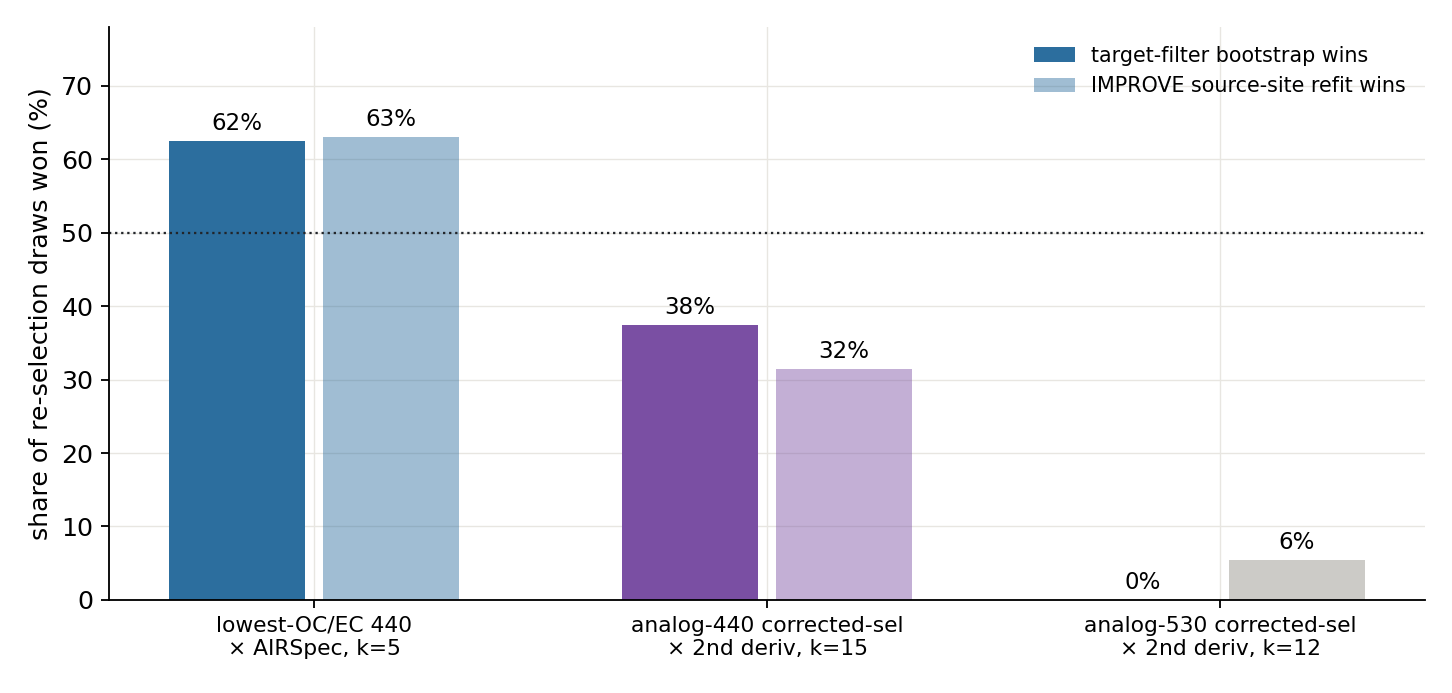 target-filter bootstrap wins
IMPROVE source-site refit wins
share of re-selection draws won (%)
70
60
50
40
30
20
10
0
62%
63%
38%
32%
0%
6%
lowest-OC/EC 440
× AIRSpec, k=5
analog-440 corrected-sel
× 2nd deriv, k=15
analog-530 corrected-sel
× 2nd deriv, k=12